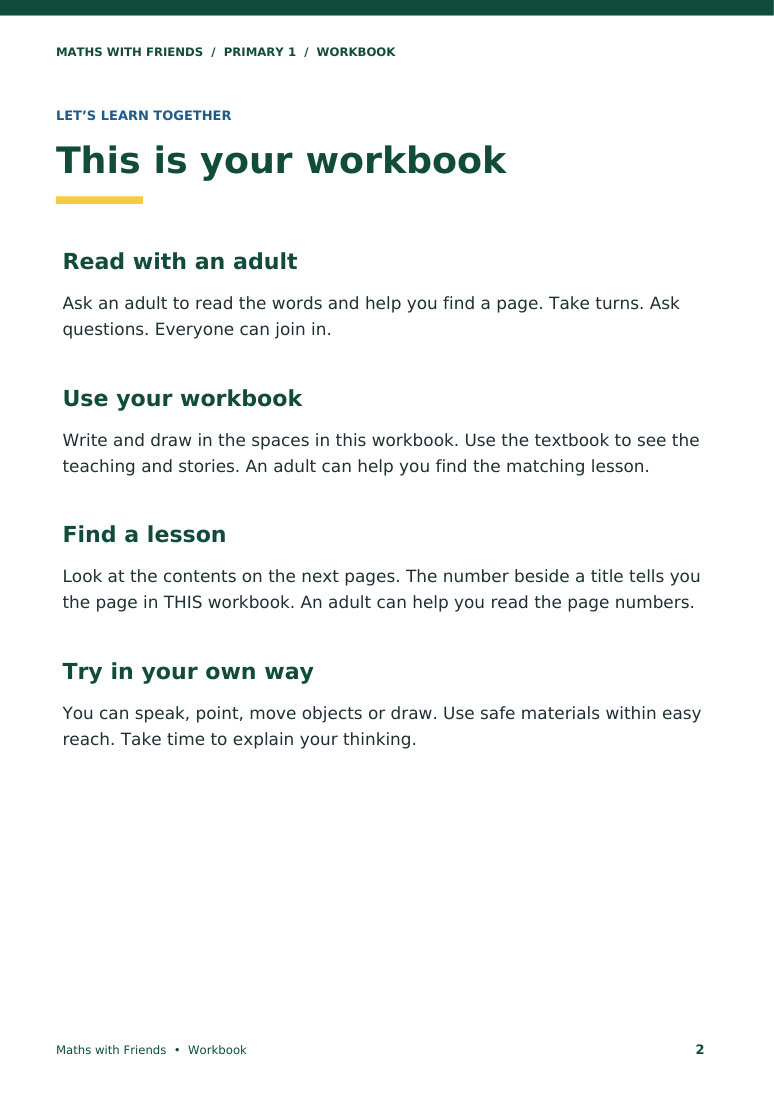 MATHS WITH FRIENDS / PRIMARY 1 / WORKBOOK
LET’S LEARN TOGETHER
This is your workbook
Read with an adult
Ask an adult to read the words and help you find a page. Take turns. Ask
questions. Everyone can join in.
Use your workbook
Write and draw in the spaces in this workbook. Use the textbook to see the
teaching and stories. An adult can help you find the matching lesson.
Find a lesson
Look at the contents on the next pages. The number beside a title tells you
the page in THIS workbook. An adult can help you read the page numbers.
Try in your own way
You can speak, point, move objects or draw. Use safe materials within easy
reach. Take time to explain your thinking.
Maths with Friends • Workbook 2